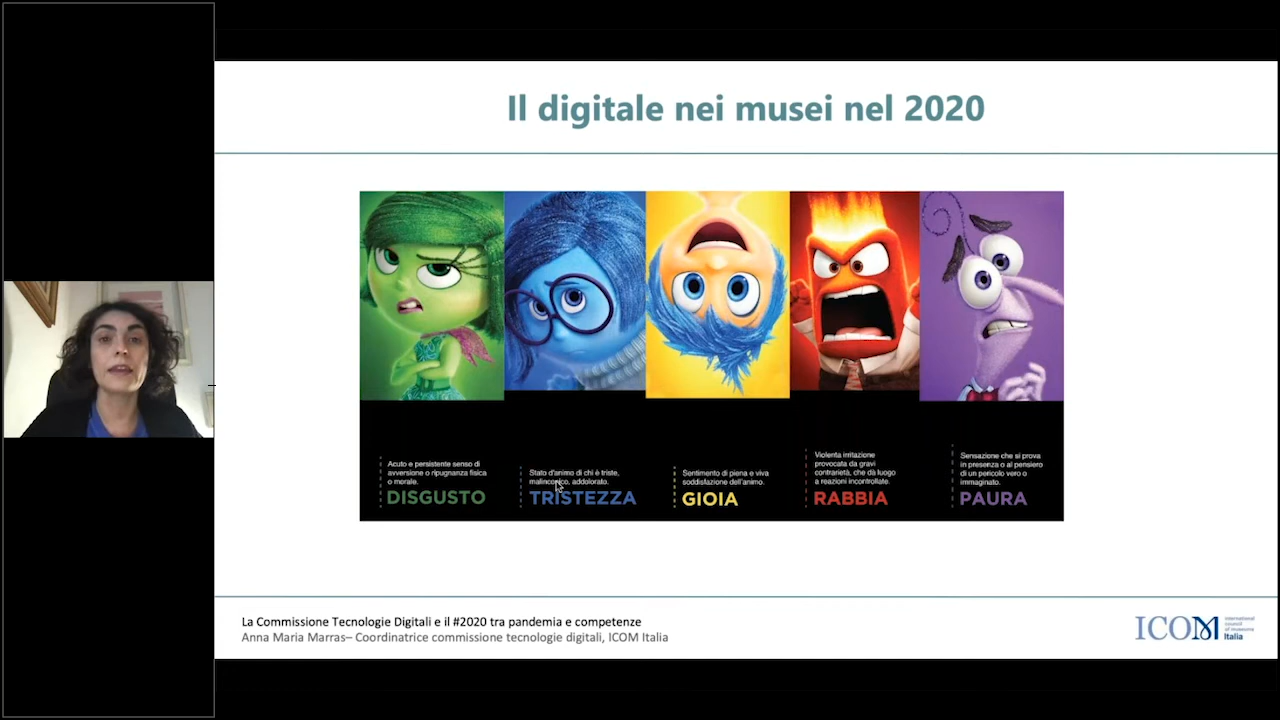 Il digitale nei musei nel 2020
Acuto e persistente senso di
avversione o ripugnanza fisica
o morale.
DISGUSTO
Stato d'animo di chi è triste,
malinconico, addolorato.
TRISTEZZA
Sentimento di piena e viva
soddisfazione dell'animo.
GIOIA
Violenta irritazione
provocata da gravi
contrarietà, che dà luogo
a reazioni incontrollate.
RABBIA
Sensazione che si prova
in presenza o al pensiero
di un pericolo vero o
immaginato.
PAURA
La Commissione Tecnologie Digitali e il #2020 tra pandemia e competenze
Anna Maria Marras– Coordinatrice commissione tecnologie digitali, ICOM Italia
ICOM
international
council
of museums
Italia